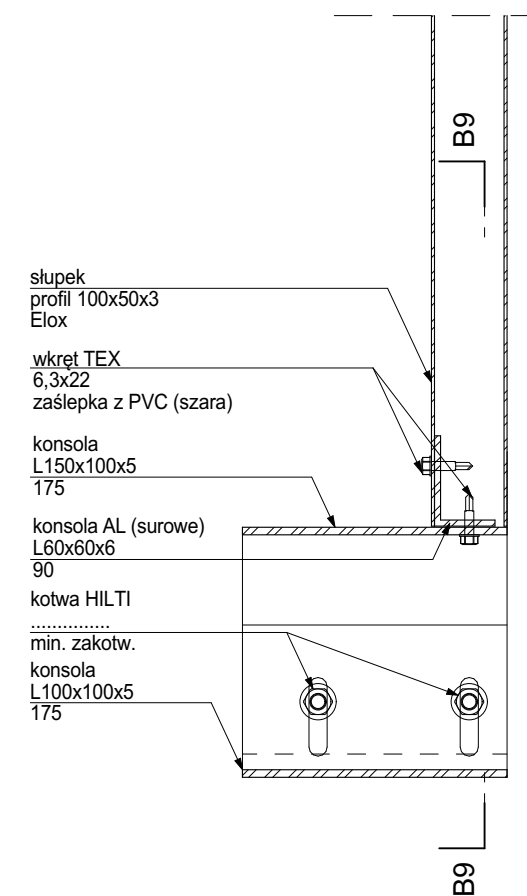 B9
słupek
profil 100x50x3
Elox
wkręt TEX
6,3x22
zaślepka z PVC (szara)
konsola
L150x100x5
175
konsola AL (surowe)
L60x60x6
90
kotwa HILTI
...............
min. zakotw.
konsola
L100x100x5
175
B9